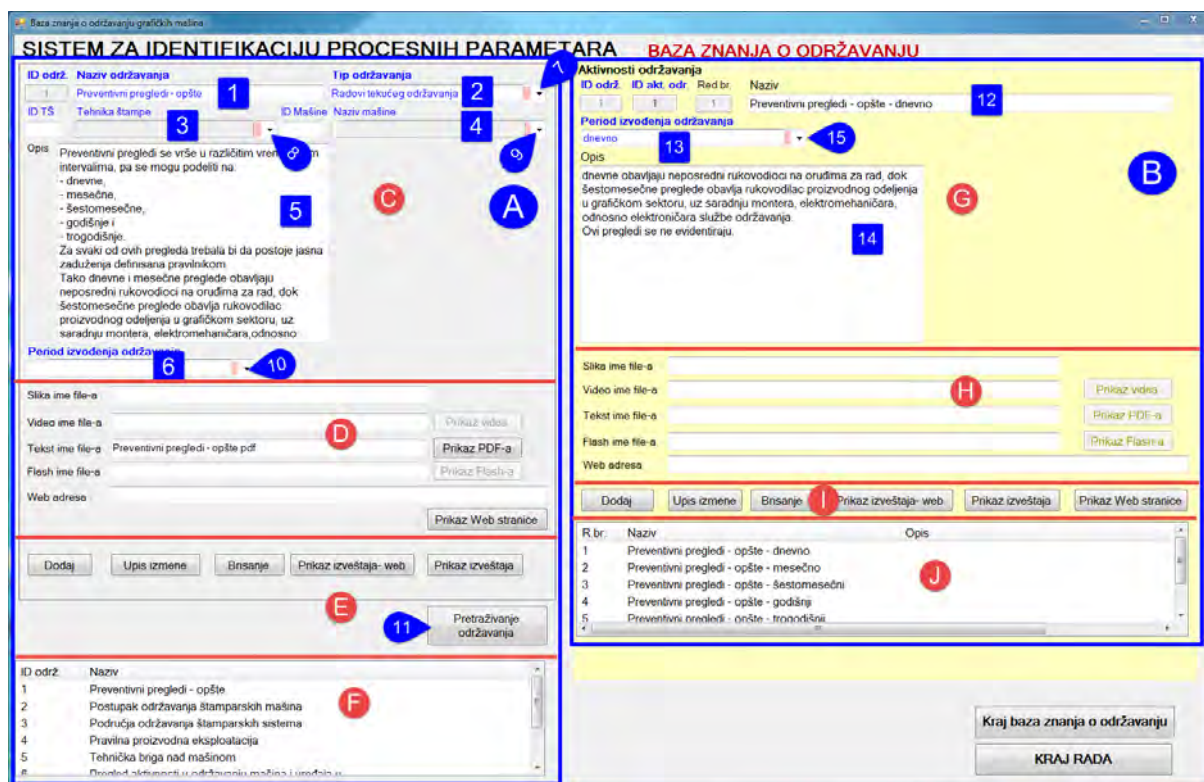 Baza znanja o održavanju grafičkih mašina
SISTEM ZA IDENTIFIKACIJU PROCESNIH PARAMETARA BAZA ZNANJA O ODRŽAVANJU
ID održ. Naziv održavanja Tip održavanja
1 Preventivni pregledi - opšte 1 Radovi tekućeg održavanja 2 7
ID TŠ Tehnika štampe ID Mašine Naziv mašine
3 8 4 9
Opis Preventivni pregledi se vrše u različitim
intervalima, pa se mogu podeliti na:
- dnevne,
- mesečne,
- šestomesečne,
- godišnje i
- trogodišnje.
Za svaki od ovih pregleda trebala bi da postoje jasna
zaduženja definisana pravilnikom.
Tako dnevne i mesečne preglede obavljaju
neposredni rukovodioci na oruđima za rad, dok
šestomesečne preglede obavlja rukovodilac
proizvodnog odeljenja u grafičkom sektoru, uz
saradnju montera, elektromehaničara,odnosno
5 C A
Period izvođenja održavanja
6 10
Slika ime file-a
Video ime file-a Prikaz videa
D
Tekst ime file-a Preventivni pregledi - opšte.pdf Prikaz PDF-a
Flash ime file-a Prikaz Flash-a
Web adresa
Prikaz Web stranice
Dodaj Upis izmene Brisanje Prikaz izveštaja- web Prikaz izveštaja
E
11 Pretraživanje
održavanja
ID održ. Naziv
1 Preventivni pregledi - opšte
2 Postupak održavanja štamparskih mašina
F
3 Područja održavanja štamparskih sistema
4 Pravilna proizvodna eksploatacija
5 Tehnička briga nad mašinom
6 Pregled aktivnosti u održavanju mašina i uređaja u
Aktivnosti održavanja
ID održ. ID akt. odr. Red br. Naziv
1 1 1 Preventivni pregledi - opšte - dnevno 12
Period izvođenja održavanja
dnevno 13 15
Opis B
dnevne obavljaju neposredni rukovodioci na oruđima za rad, dok
šestomesečne preglede obavlja rukovodilac proizvodnog odeljenja
u grafičkom sektoru, uz saradnju montera, elektromehaničara,
odnosno elektroničara službe održavanja.
Ovi pregledi se ne evidentiraju.
14 G
Slika ime file-a
Video ime file-a H Prikaz videa
Tekst ime file-a Prikaz PDF-a
Flash ime file-a Prikaz Flash-a
Web adresa
Dodaj Upis izmene Brisanje I Prikaz izveštaja- web Prikaz izveštaja Prikaz Web stranice
R.br. Naziv Opis
1 Preventivni pregledi - opšte - dnevno
2 Preventivni pregledi - opšte - mesečno
J
3 Preventivni pregledi - opšte - šestomesečni
4 Preventivni pregledi - opšte - godišnji
5 Preventivni pregledi - opšte - trogodišnji
Kraj baza znanja o održavanju
KRAJ RADA